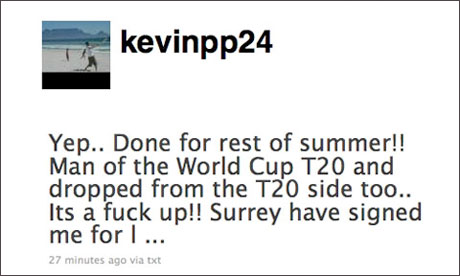 kevinpp24
Yep.. Done for rest of summer!!
Man of the World Cup T20 and
dropped from the T20 side too..
Its a fuck up!! Surrey have signed
me for l ...
27 minutes ago via txt